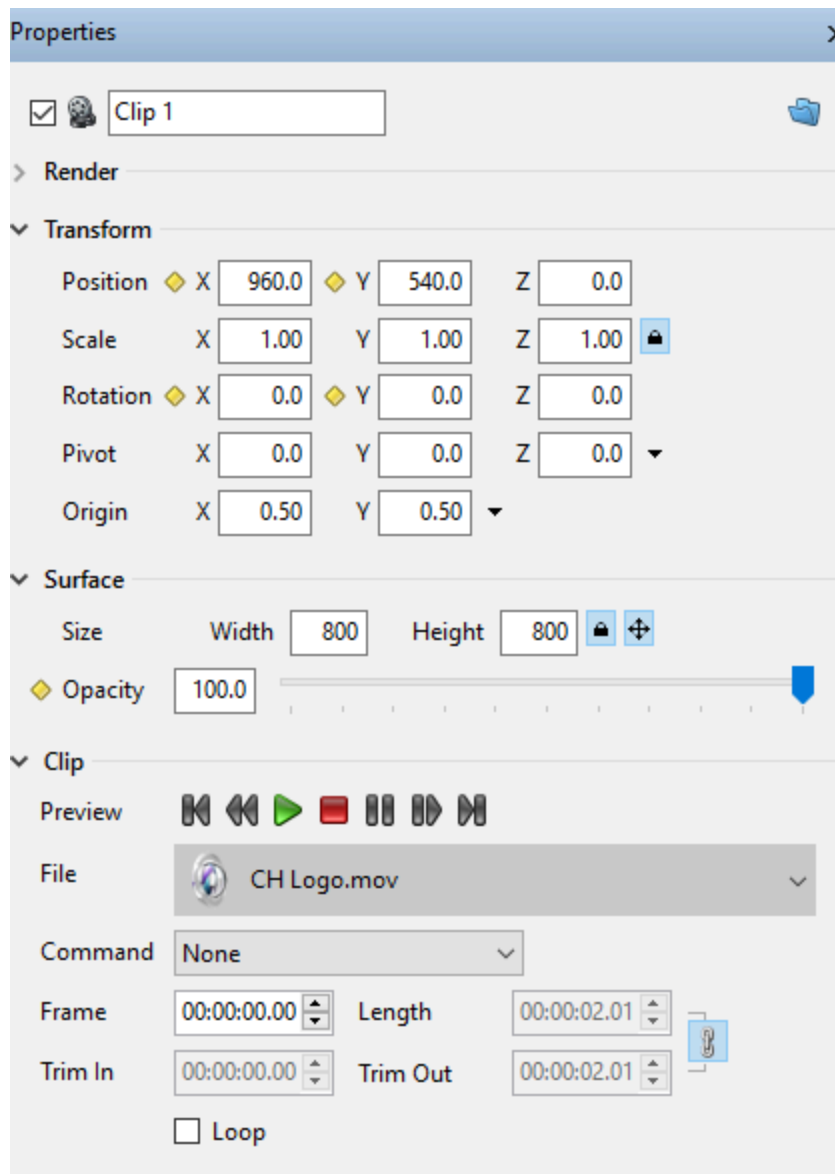 Properties
Clip 1
Render
Transform
Position X 960.0 Y 540.0 Z 0.0
Scale X 1.00 Y 1.00 Z 1.00
Rotation X 0.0 Y 0.0 Z 0.0
Pivot X 0.0 Y 0.0 Z 0.0
Origin X 0.50 Y 0.50
Surface
Size Width 800 Height 800
Opacity 100.0
Clip
Preview
File CH Logo.mov
Command None
Frame 00:00:00.00 Length 00:00:02.01
Trim In 00:00:00.00 Trim Out 00:00:02.01
Loop